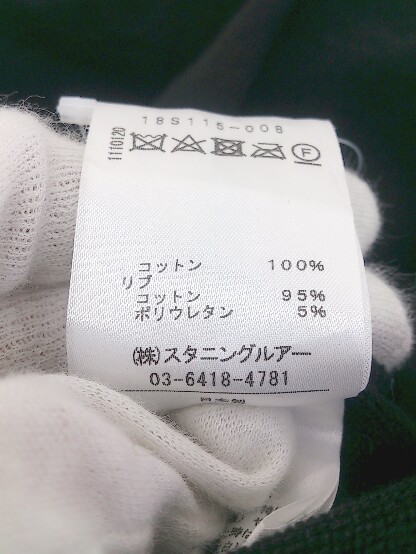 18S115-008
1110120
F
コットン 100%
リブ
コットン 95%
ポリウレタン 5%
(株)スタニングルアー
03-6418-4781